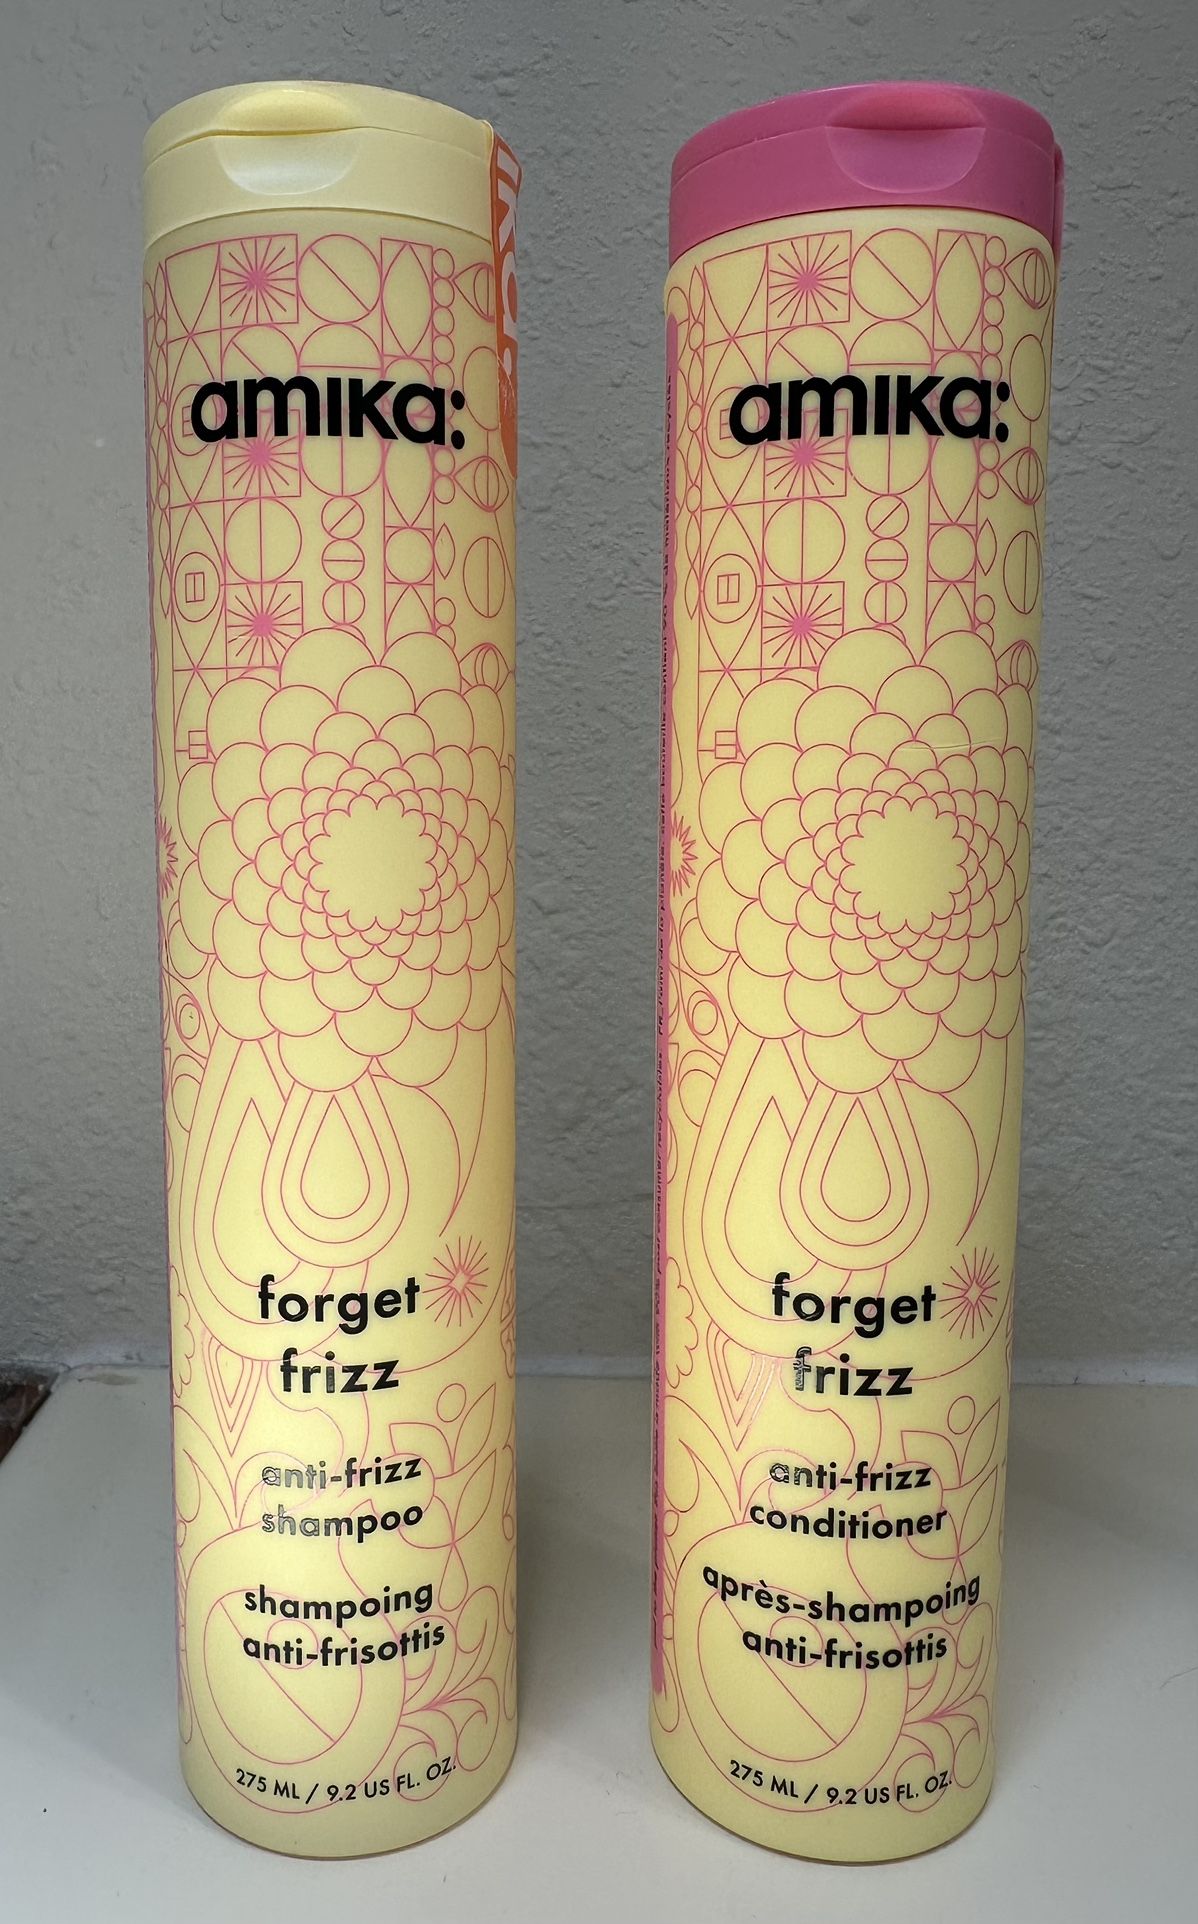 amika:
forget
frizz
anti-frizz
shampoo
shampoing
anti-frisottis
275 ML / 9.2 US FL. OZ.
amika:
forget
frizz
anti-frizz
conditioner
après-shampoing
anti-frisottis
275 ML / 9.2 US FL. OZ.